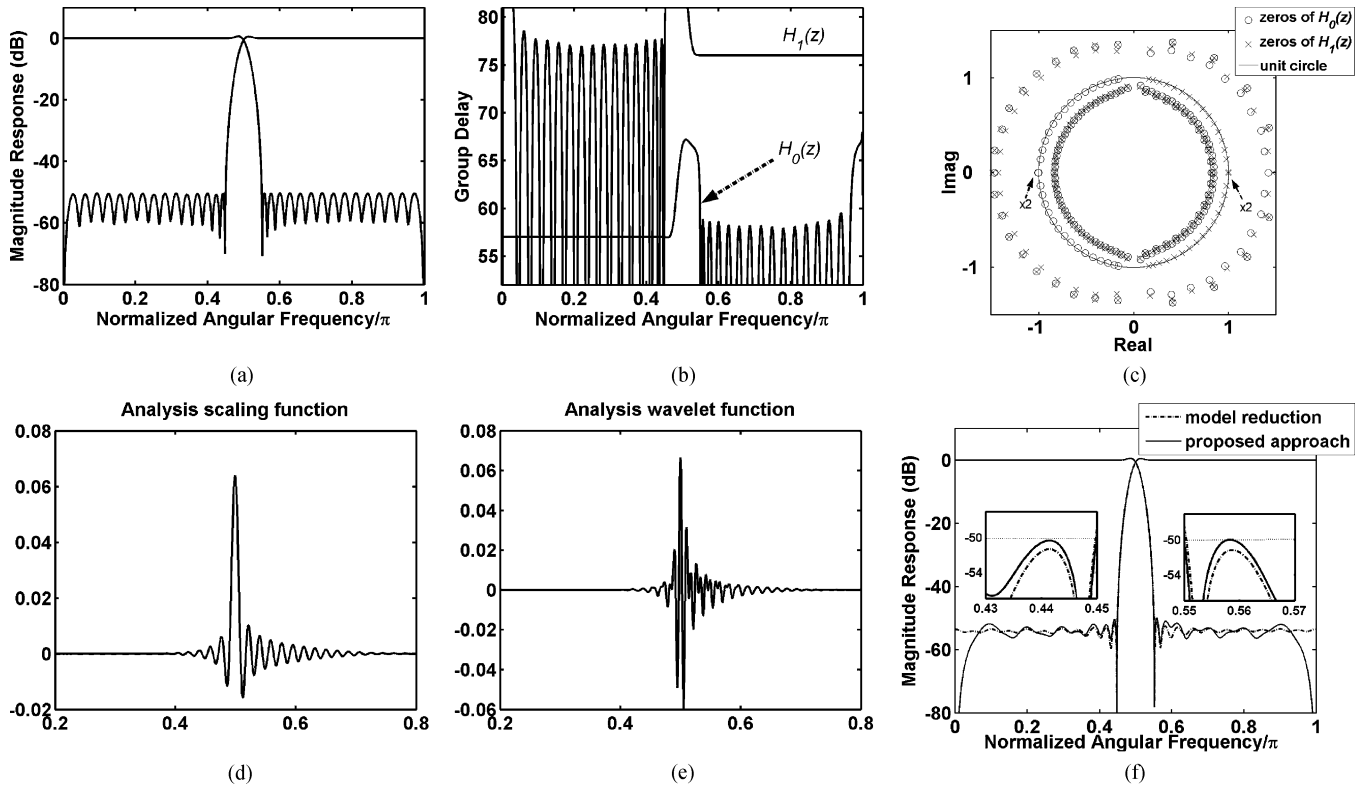 0
-20
-40
-60
-80
0 0.2 0.4 0.6 0.8 1
Magnitude Response (dB)
Normalized Angular Frequency/π
(a)
80
75
70
65
60
55
0 0.2 0.4 0.6 0.8 1
Group Delay
Normalized Angular Frequency/π
H1(z)
H0(z)
(b)
zeros of H0(z)
zeros of H1(z)
unit circle
1
0
-1
-1 0 1
Imag
Real
x2
x2
(c)
Analysis scaling function
0.08
0.06
0.04
0.02
0
-0.02
0.2 0.4 0.6 0.8
(d)
Analysis wavelet function
0.08
0.06
0.04
0.02
0
-0.02
-0.04
-0.06
0.2 0.4 0.6 0.8
(e)
model reduction
proposed approach
0
-20
-40
-60
-80
0 0.2 0.4 0.6 0.8 1
Magnitude Response (dB)
Normalized Angular Frequency/π
-50
-54
0.43 0.44 0.45
-50
-54
0.55 0.56 0.57
(f)